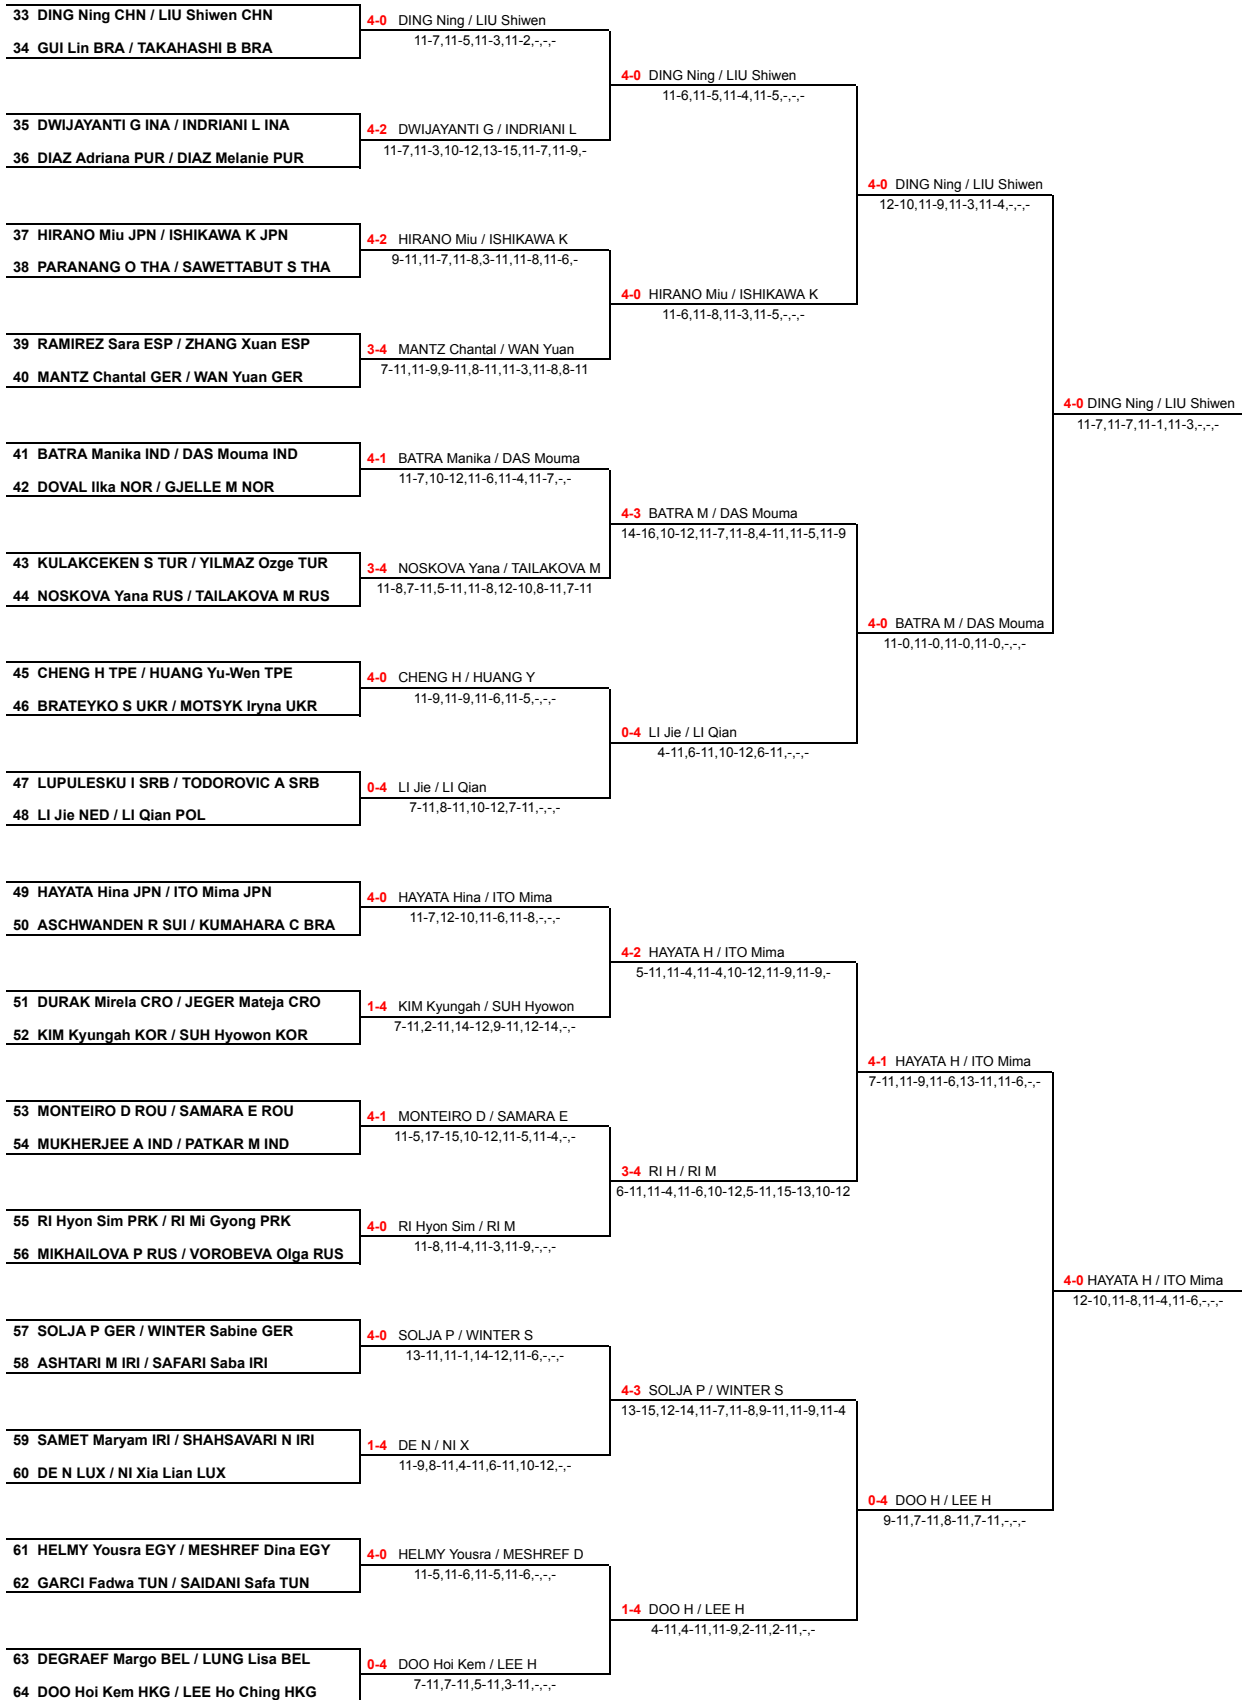 33 DING Ning CHN / LIU Shiwen CHN
4-0 DING Ning / LIU Shiwen
11-7,11-5,11-3,11-2,-,-,-
34 GUI Lin BRA / TAKAHASHI B BRA
4-0 DING Ning / LIU Shiwen
11-6,11-5,11-4,11-5,-,-,-
35 DWIJAYANTI G INA / INDRIANI L INA
4-2 DWIJAYANTI G / INDRIANI L
11-7,11-3,10-12,13-15,11-7,11-9,-
36 DIAZ Adriana PUR / DIAZ Melanie PUR
4-0 DING Ning / LIU Shiwen
12-10,11-9,11-3,11-4,-,-,-
37 HIRANO Miu JPN / ISHIKAWA K JPN
4-2 HIRANO Miu / ISHIKAWA K
9-11,11-7,11-8,3-11,11-8,11-6,-
38 PARANANG O THA / SAWETTABUT S THA
4-0 HIRANO Miu / ISHIKAWA K
11-6,11-8,11-3,11-5,-,-,-
39 RAMIREZ Sara ESP / ZHANG Xuan ESP
3-4 MANTZ Chantal / WAN Yuan
7-11,11-9,9-11,8-11,11-3,11-8,8-11
40 MANTZ Chantal GER / WAN Yuan GER
4-0 DING Ning / LIU Shiwen
11-7,11-7,11-1,11-3,-,-,-
41 BATRA Manika IND / DAS Mouma IND
4-1 BATRA Manika / DAS Mouma
11-7,10-12,11-6,11-4,11-7,-,-
42 DOVAL Ilka NOR / GJELLE M NOR
4-3 BATRA M / DAS Mouma
14-16,10-12,11-7,11-8,4-11,11-5,11-9
43 KULAKCEKEN S TUR / YILMAZ Ozge TUR
3-4 NOSKOVA Yana / TAILAKOVA M
11-8,7-11,5-11,11-8,12-10,8-11,7-11
44 NOSKOVA Yana RUS / TAILAKOVA M RUS
4-0 BATRA M / DAS Mouma
11-0,11-0,11-0,11-0,-,-,-
45 CHENG H TPE / HUANG Yu-Wen TPE
4-0 CHENG H / HUANG Y
11-9,11-9,11-6,11-5,-,-,-
46 BRATEYKO S UKR / MOTSYK Iryna UKR
0-4 LI Jie / LI Qian
4-11,6-11,10-12,6-11,-,-,-
47 LUPULESKU I SRB / TODOROVIC A SRB
0-4 LI Jie / LI Qian
7-11,8-11,10-12,7-11,-,-,-
48 LI Jie NED / LI Qian POL
49 HAYATA Hina JPN / ITO Mima JPN
4-0 HAYATA Hina / ITO Mima
11-7,12-10,11-6,11-8,-,-,-
50 ASCHWANDEN R SUI / KUMAHARA C BRA
4-2 HAYATA H / ITO Mima
5-11,11-4,11-4,10-12,11-9,11-9,-
51 DURAK Mirela CRO / JEGER Mateja CRO
1-4 KIM Kyungah / SUH Hyowon
7-11,2-11,14-12,9-11,12-14,-,-
52 KIM Kyungah KOR / SUH Hyowon KOR
4-1 HAYATA H / ITO Mima
7-11,11-9,11-6,13-11,11-6,-,-
53 MONTEIRO D ROU / SAMARA E ROU
4-1 MONTEIRO D / SAMARA E
11-5,17-15,10-12,11-5,11-4,-,-
54 MUKHERJEE A IND / PATKAR M IND
3-4 RI H / RI M
6-11,11-4,11-6,10-12,5-11,15-13,10-12
55 RI Hyon Sim PRK / RI Mi Gyong PRK
4-0 RI Hyon Sim / RI M
11-8,11-4,11-3,11-9,-,-,-
56 MIKHAILOVA P RUS / VOROBEVA Olga RUS
4-0 HAYATA H / ITO Mima
12-10,11-8,11-4,11-6,-,-,-
57 SOLJA P GER / WINTER Sabine GER
4-0 SOLJA P / WINTER S
13-11,11-1,14-12,11-6,-,-,-
58 ASHTARI M IRI / SAFARI Saba IRI
4-3 SOLJA P / WINTER S
13-15,12-14,11-7,11-8,9-11,11-9,11-4
59 SAMET Maryam IRI / SHAHSAVARI N IRI
1-4 DE N / NI X
11-9,8-11,4-11,6-11,10-12,-,-
60 DE N LUX / NI Xia Lian LUX
0-4 DOO H / LEE H
9-11,7-11,8-11,7-11,-,-,-
61 HELMY Yousra EGY / MESHREF Dina EGY
4-0 HELMY Yousra / MESHREF D
11-5,11-6,11-5,11-6,-,-,-
62 GARCI Fadwa TUN / SAIDANI Safa TUN
1-4 DOO H / LEE H
4-11,4-11,11-9,2-11,2-11,-,-
63 DEGRAEF Margo BEL / LUNG Lisa BEL
0-4 DOO Hoi Kem / LEE H
7-11,7-11,5-11,3-11,-,-,-
64 DOO Hoi Kem HKG / LEE Ho Ching HKG